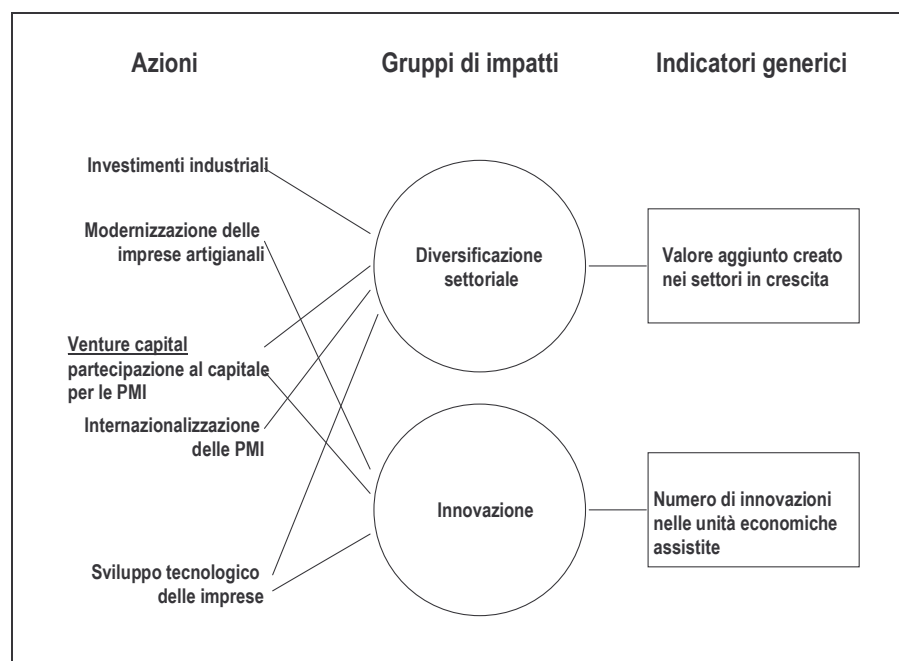 Azioni
Gruppi di impatti
Indicatori generici
Investimenti industriali
Modernizzazione delle
imprese artigianali
Venture capital
partecipazione al capitale
per le PMI
Internazionalizzazione
delle PMI
Sviluppo tecnologico
delle imprese
Diversificazione
settoriale
Innovazione
Valore aggiunto creato
nei settori in crescita
Numero di innovazioni
nelle unità economiche
assistite